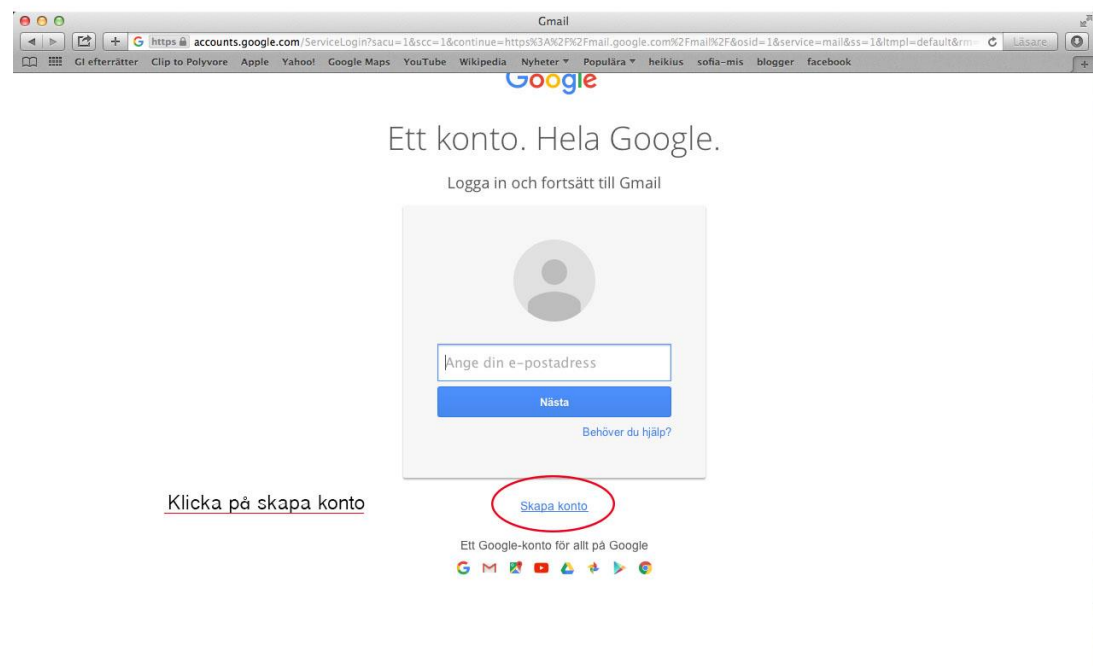 Gmail
https accounts.google.com/ServiceLogin?sacu=1&scc=1&continue=https%3A%2F%2Fmail.google.com%2Fmail%2F&osid=1&service=mail&ss=1&ltmpl=default&rm= Läsare
GI efterrätter Clip to Polyvore Apple Yahoo! Google Maps YouTube Wikipedia Nyheter Populära heikius sofia-mis blogger facebook
Google
Ett konto. Hela Google.
Logga in och fortsätt till Gmail
Ange din e-postadress
Nästa
Behöver du hjälp?
Klicka på skapa konto Skapa konto
Ett Google-konto för allt på Google